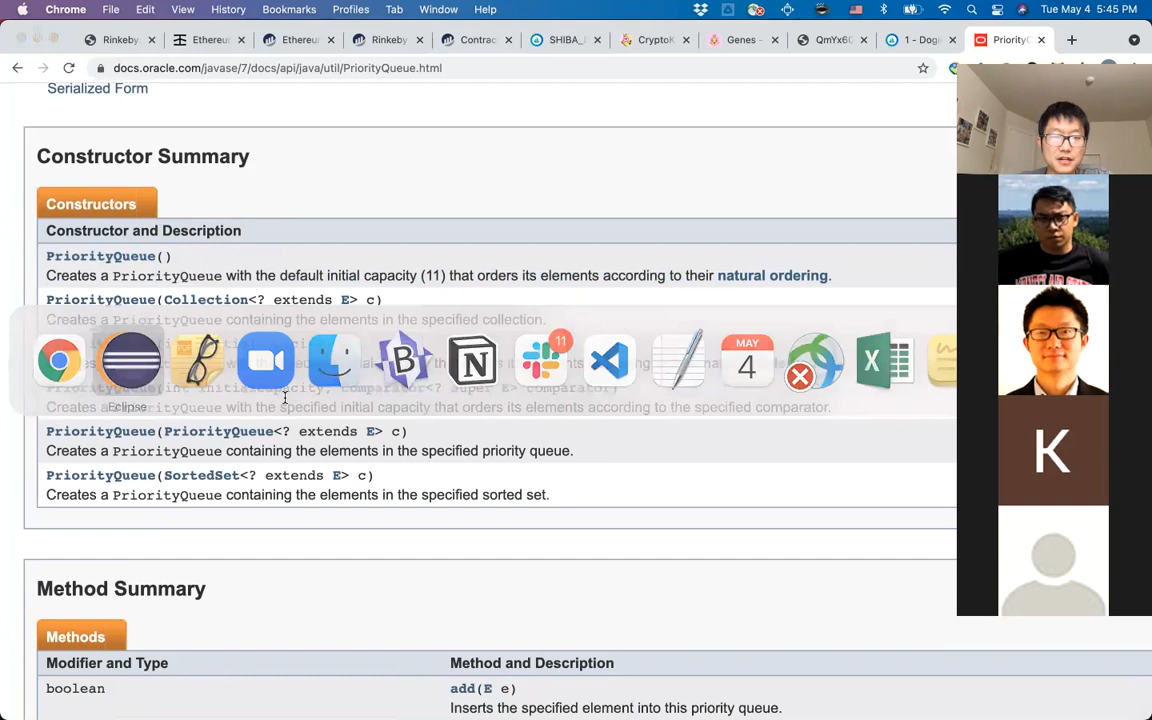 Chrome File Edit View History Bookmarks Profiles Tab Window Help Tue May 4 5:45 PM
Rinkeby Ethereu Ethereu Rinkeby Contrac SHIBA_ CryptoK Genes - QmYx6C 1 - Dogi Priority
docs.oracle.com/javase/7/docs/api/java/util/PriorityQueue.html
Serialized Form
Constructor Summary
Constructors
Constructor and Description
PriorityQueue()
Creates a PriorityQueue with the default initial capacity (11) that orders its elements according to their natural ordering.
PriorityQueue(Collection<? extends E> c)
Creates a PriorityQueue containing the elements in the specified collection.
11
MAY
4
Eclipse
Creates a PriorityQueue with the specified initial capacity that orders its elements according to the specified comparator.
PriorityQueue(PriorityQueue<? extends E> c)
Creates a PriorityQueue containing the elements in the specified priority queue.
PriorityQueue(SortedSet<? extends E> c)
Creates a PriorityQueue containing the elements in the specified sorted set.
K
Method Summary
Methods
Modifier and Type Method and Description
boolean add(E e)
Inserts the specified element into this priority queue.